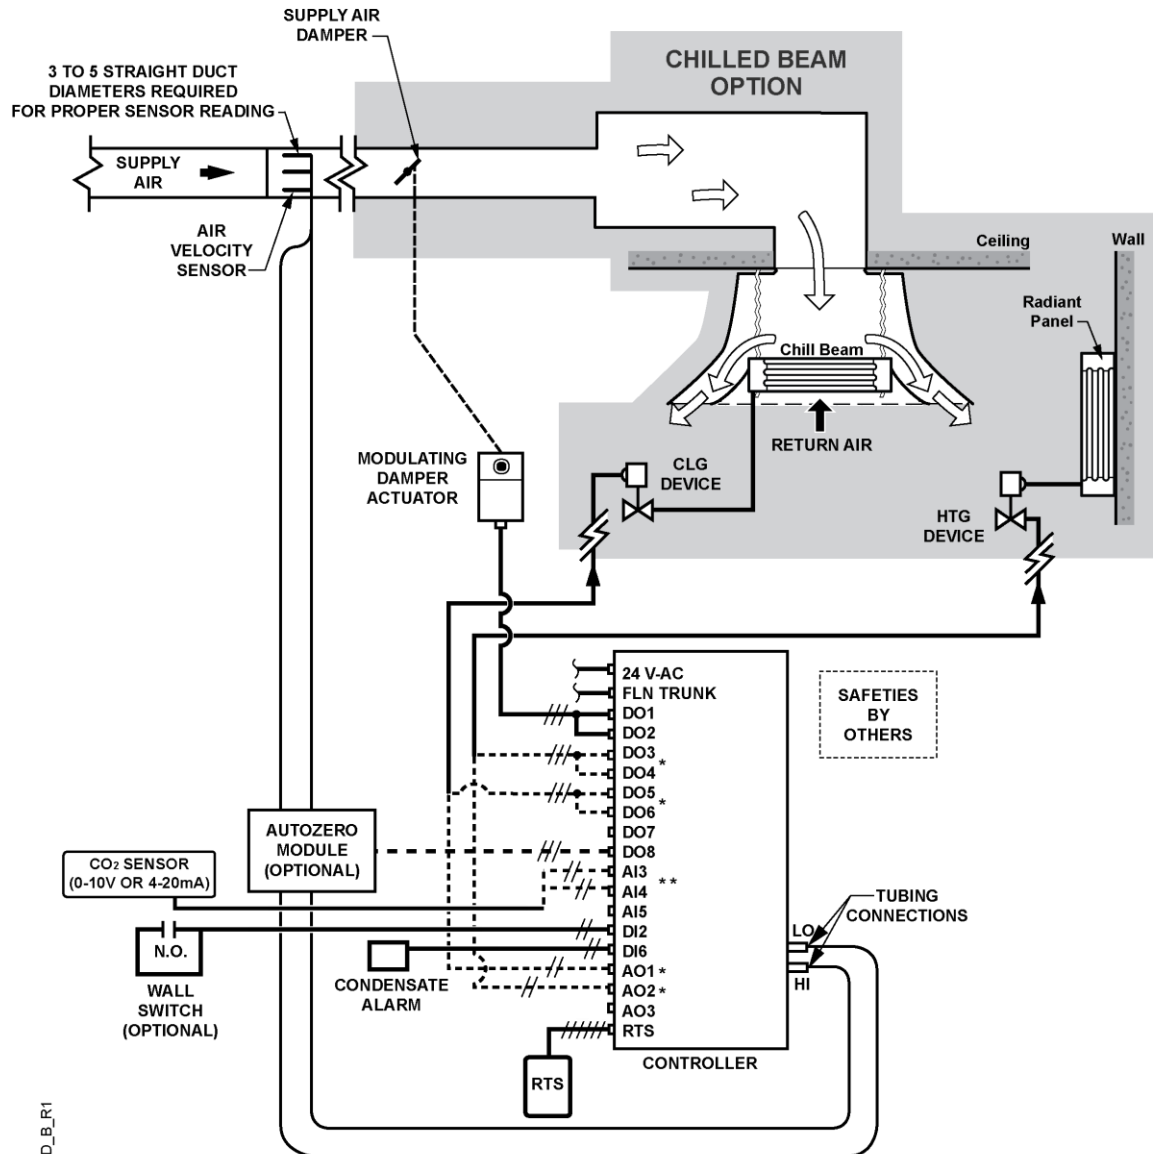 SUPPLY AIR
DAMPER
3 TO 5 STRAIGHT DUCT
DIAMETERS REQUIRED
FOR PROPER SENSOR READING
CHILLED BEAM
OPTION
SUPPLY
AIR
AIR
VELOCITY
SENSOR
Ceiling
Wall
Radiant
Panel
Chill Beam
RETURN AIR
MODULATING
DAMPER
ACTUATOR
CLG
DEVICE
HTG
DEVICE
24 V-AC
FLN TRUNK
DO1
DO2
DO3
DO4 *
DO5
DO6 *
DO7
DO8
AI3
AI4 **
AI5
DI2
DI6
AO1 *
AO2 *
AO3
RTS
CONTROLLER
SAFETIES
BY
OTHERS
AUTOZERO
MODULE
(OPTIONAL)
CO₂ SENSOR
(0-10V OR 4-20mA)
N.O.
WALL
SWITCH
(OPTIONAL)
CONDENSATE
ALARM
RTS
TUBING
CONNECTIONS
LO
HI
D_B_R1